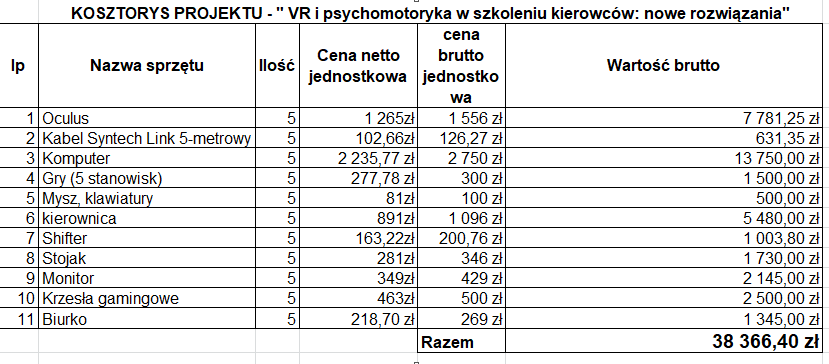 KOSZTORYS PROJEKTU - " VR i psychomotoryka w szkoleniu kierowców: nowe rozwiązania"
lp Nazwa sprzętu Ilość Cena netto jednostkowa cena brutto jednostko wa Wartość brutto
1 Oculus 5 1 265zł 1 556 zł 7 781,25 zł
2 Kabel Syntech Link 5-metrowy 5 102,66zł 126,27 zł 631,35 zł
3 Komputer 5 2 235,77 zł 2 750 zł 13 750,00 zł
4 Gry (5 stanowisk) 5 277,78 zł 300 zł 1 500,00 zł
5 Mysz, klawiatury 5 81zł 100 zł 500,00 zł
6 kierownica 5 891zł 1 096 zł 5 480,00 zł
7 Shifter 5 163,22zł 200,76 zł 1 003,80 zł
8 Stojak 5 281zł 346 zł 1 730,00 zł
9 Monitor 5 349zł 429 zł 2 145,00 zł
10 Krzesła gamingowe 5 463zł 500 zł 2 500,00 zł
11 Biurko 5 218,70 zł 269 zł 1 345,00 zł
Razem 38 366,40 zł